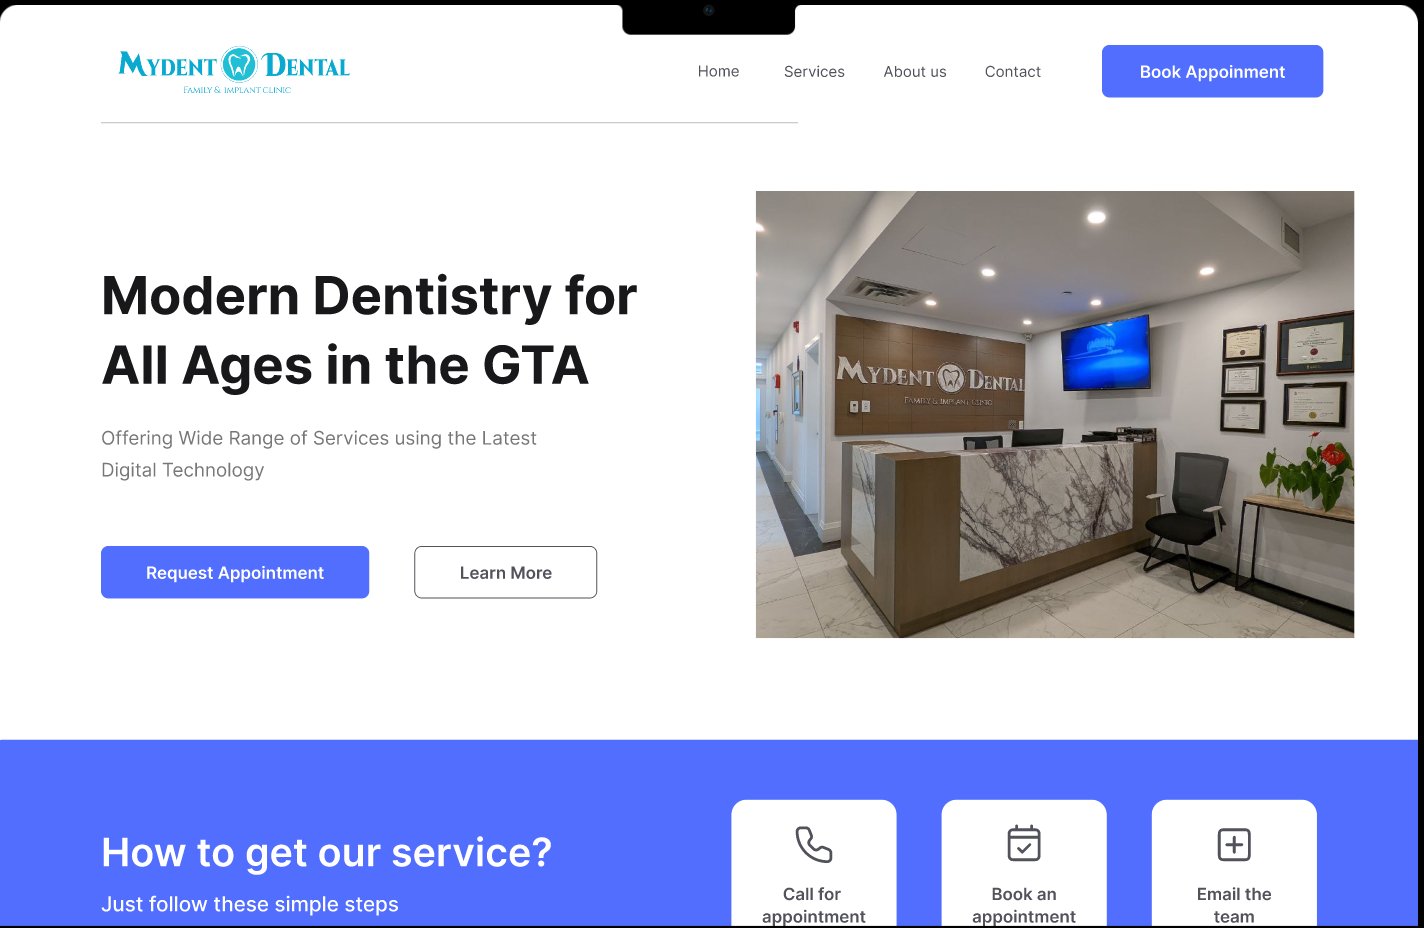 MYDENT DENTAL
FAMILY & IMPLANT CLINIC
Home
Services
About us
Contact
Book Appoinment
Modern Dentistry for
All Ages in the GTA
Offering Wide Range of Services using the Latest
Digital Technology
Request Appointment
Learn More
MYDENT DENTAL
FAMILY & IMPLANT CLINIC
How to get our service?
Just follow these simple steps
Call for
appointment
Book an
appointment
Email the
team